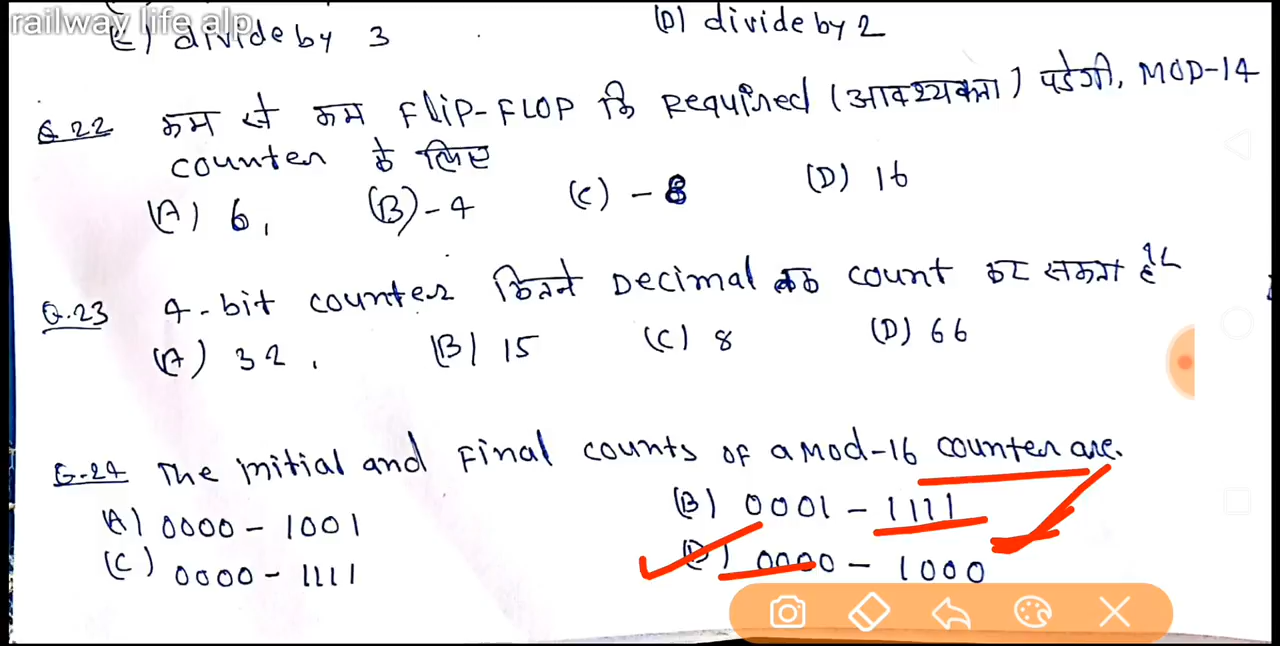 railway life alp
(C) divide by 3 (D) divide by 2
Q.22 कम से कम FLIP-FLOP कि required (आवश्यकता) पडेगी, MOD-14
counter के लिए
(A) 6, (B) - 4 (C) - 8 (D) 16
Q.23 4-bit counter कितने Decimal तक count कर सकता है
(A) 32, (B) 15 (C) 8 (D) 66
Q.24 The initial and Final counts of a Mod-16 counter are.
(A) 0000 - 1001 (B) 0001 - 1111
(C) 0000 - 1111 (D) 0000 - 1000